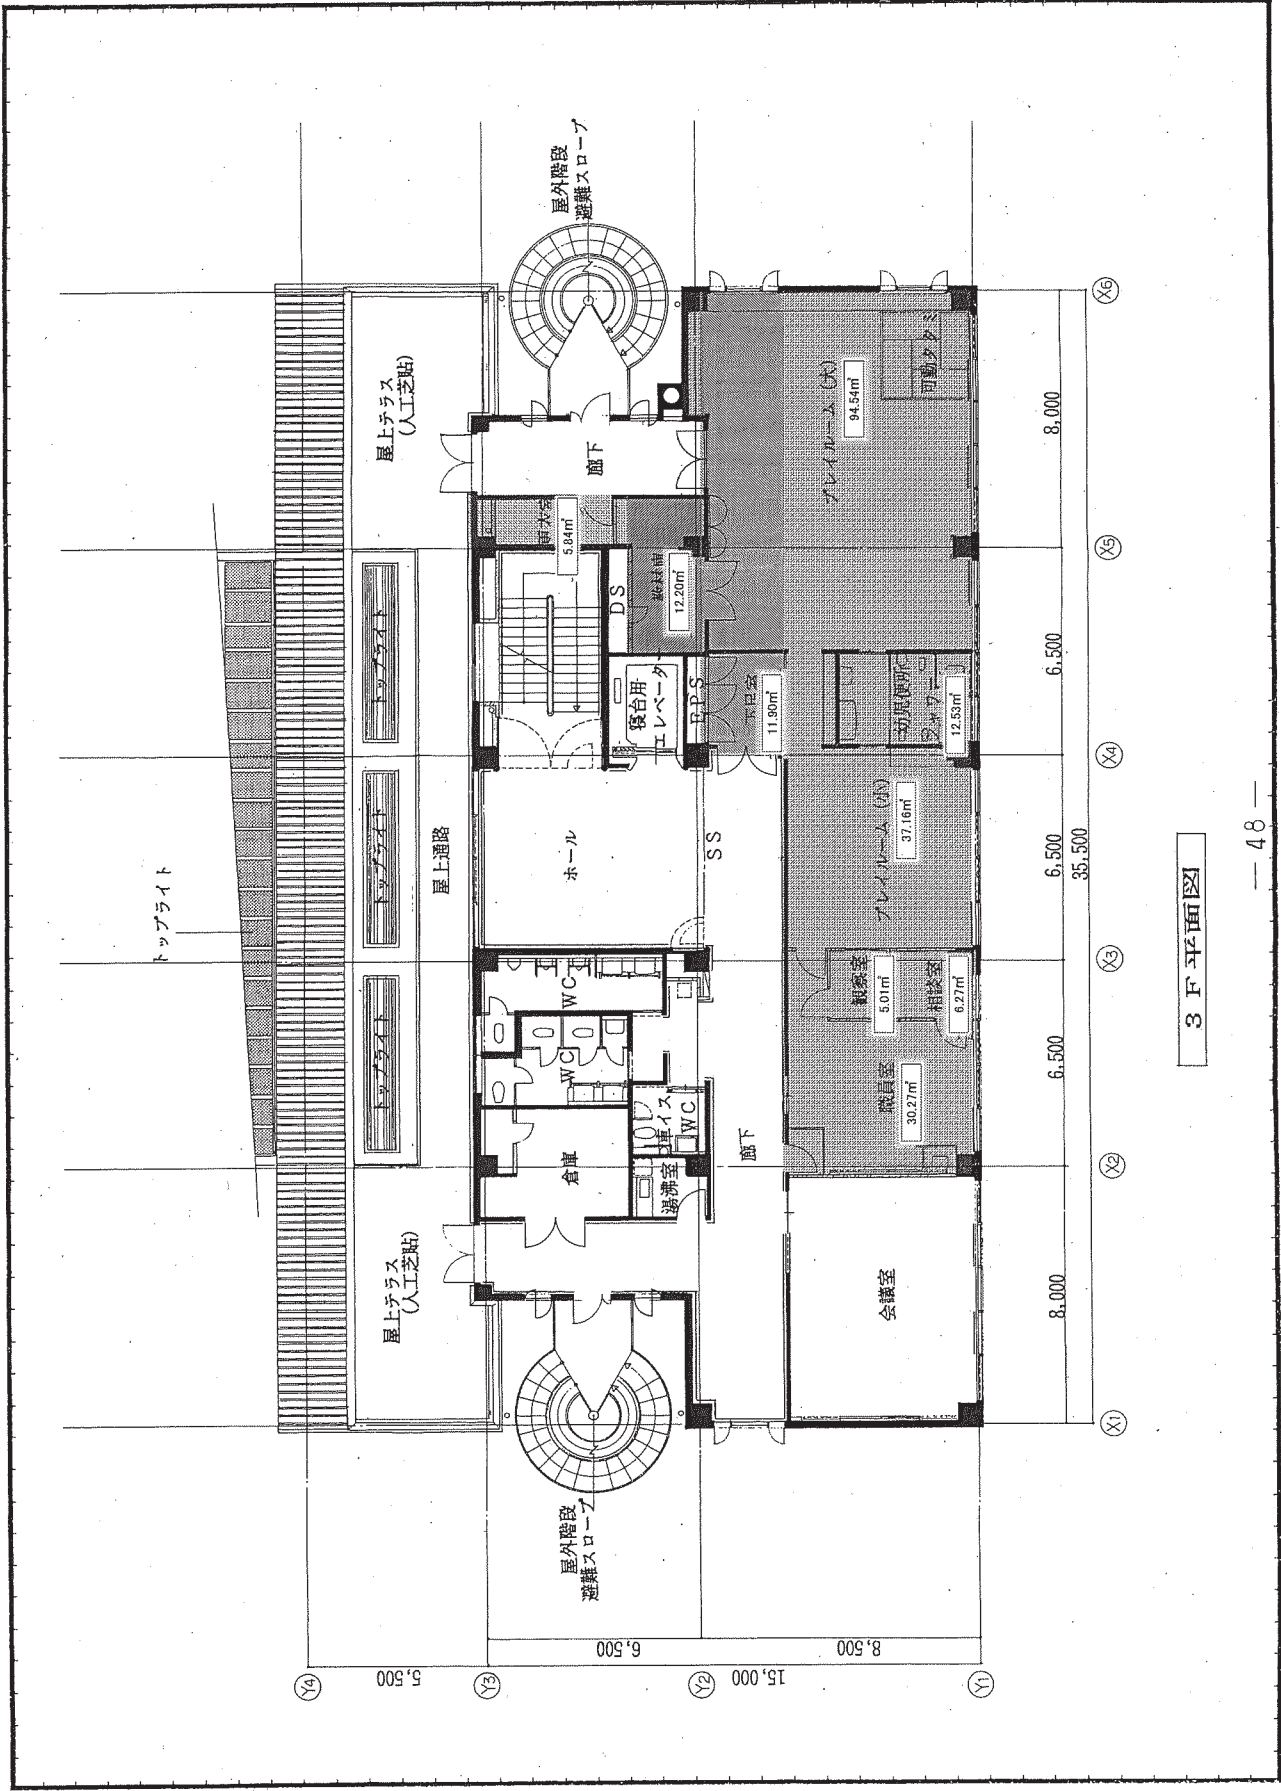 トップライト
屋上テラス
(人工芝貼)
トップライト
トップライト
トップライト
屋上テラス
(人工芝貼)
屋上通路
屋外階段
避難スロープ
倉庫
WC
WC
ホール
DS
5.84㎡
廊下
屋外階段
避難スロープ
湯沸室
車イス
WC
SS
寝台用
エレベーター
EPS
12.20㎡
廊下
11.90㎡
会議室
職員室
30.27㎡
観察室
5.01㎡
相談室
6.27㎡
プレイルーム（小）
37.16㎡
幼児便所
シャワー
12.53㎡
プレイルーム（大）
94.54㎡
可動タタミ
Y4
5,500
Y3
6,500
Y2
15,000
8,500
Y1
8,000
6,500
6,500
6,500
8,000
35,500
X1
X2
X3
X4
X5
X6
3F平面図
— 48 —